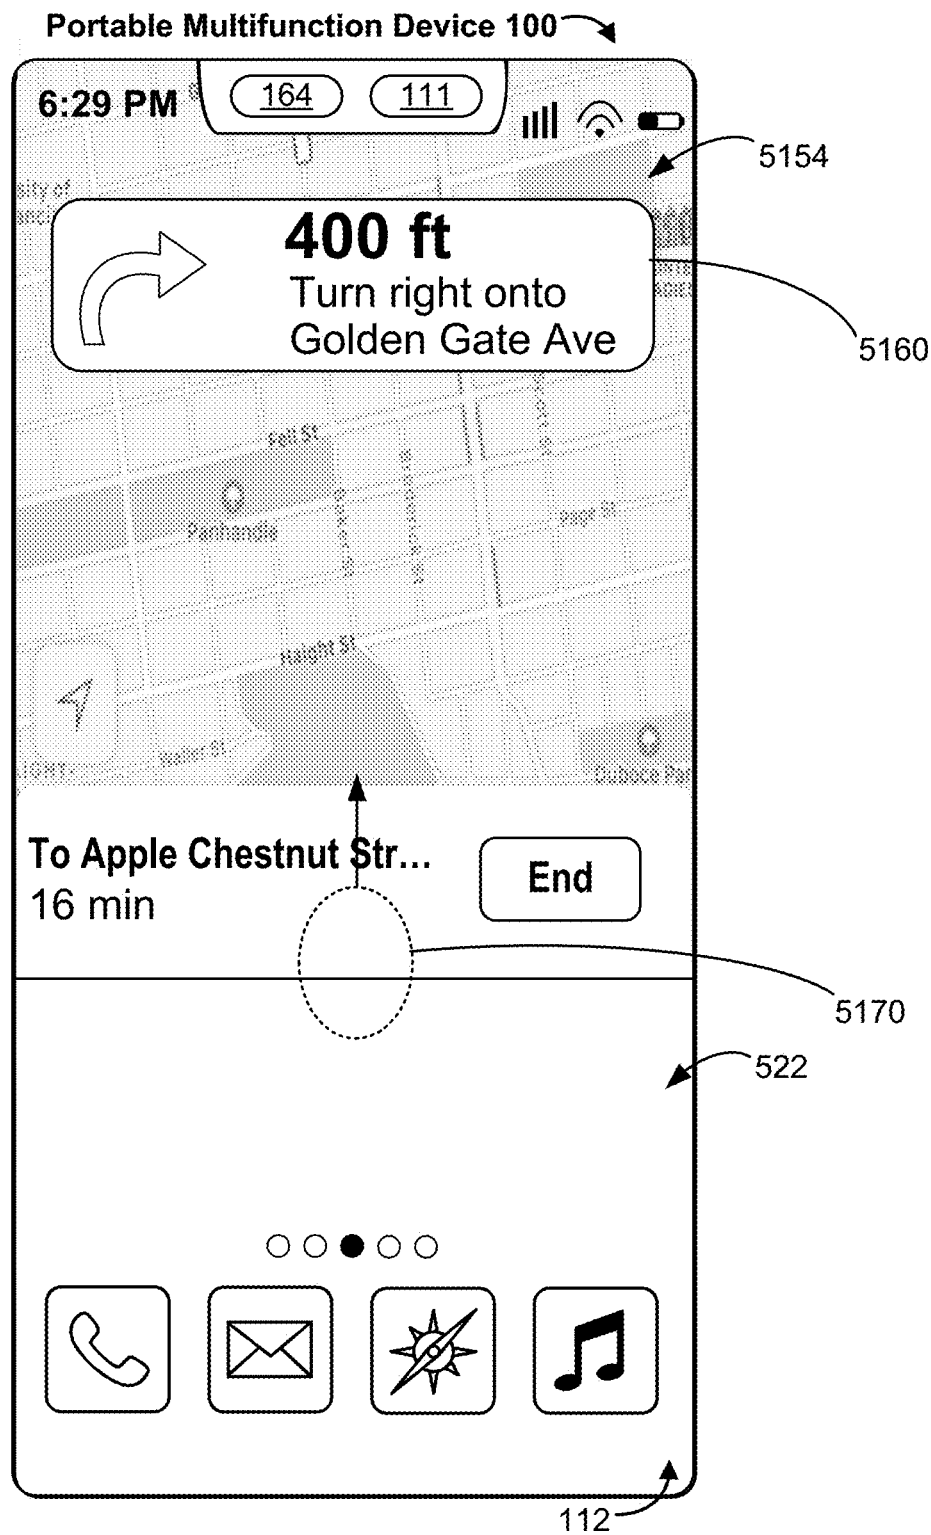 Portable Multifunction Device 100
6:29 PM
164
111
5154
sity of
400 ft
Turn right onto
Golden Gate Ave
5160
Fell St
Panhandle
Page St
Haight St
Waller St
Duboce Par
To Apple Chestnut Str...
16 min
End
5170
522
112